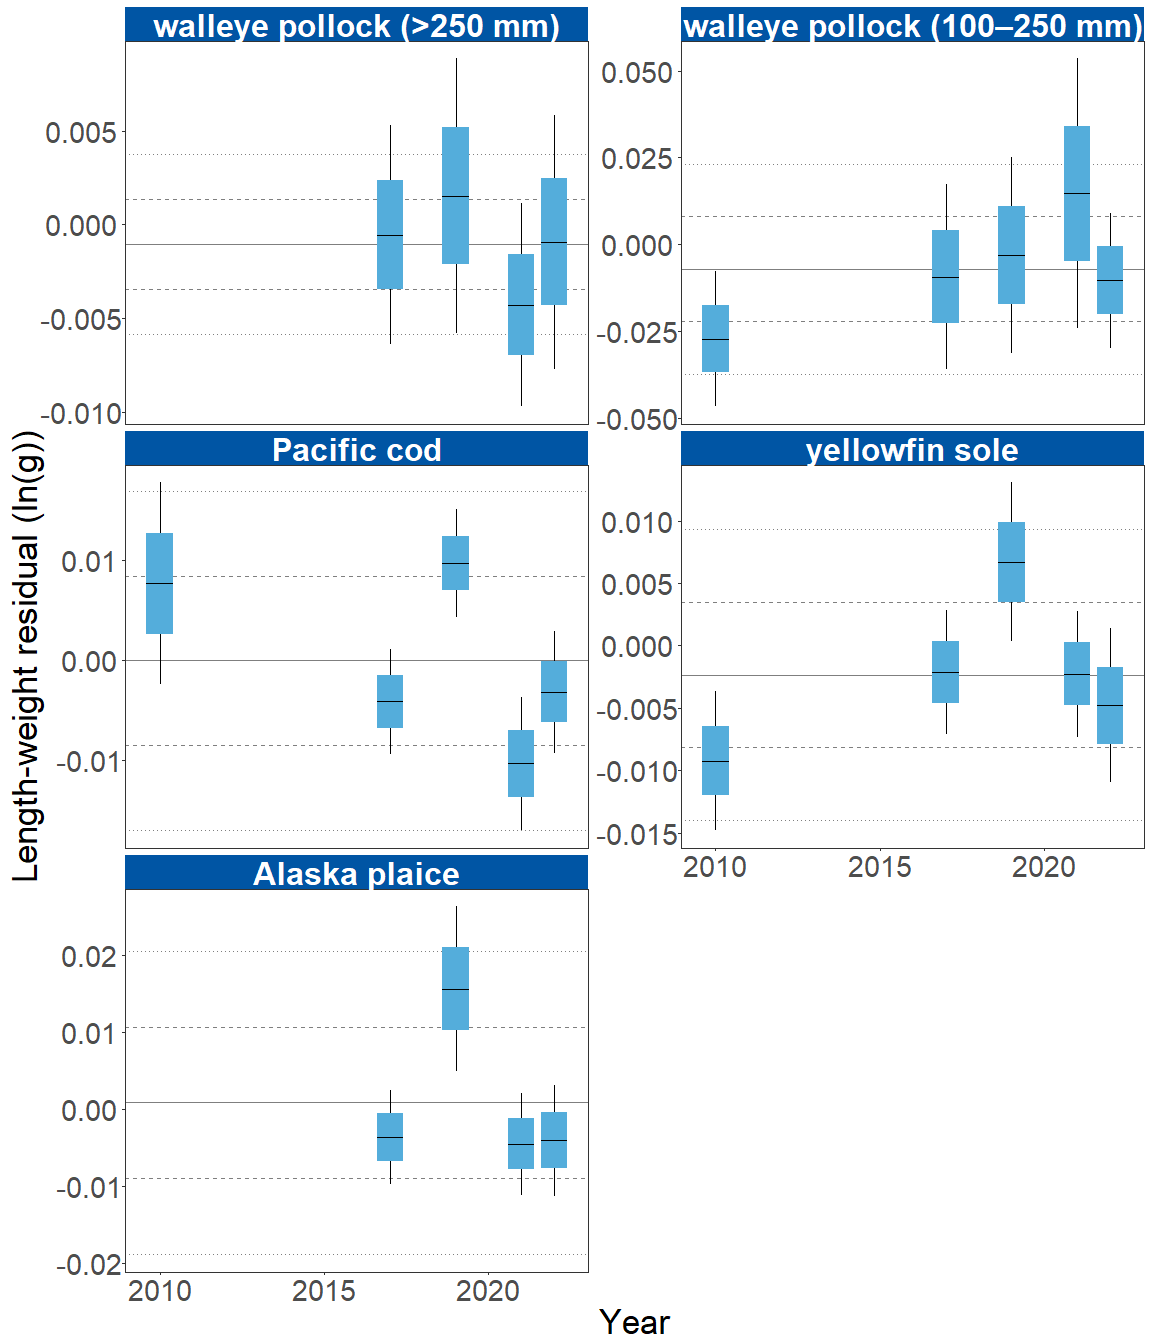 walleye pollock (>250 mm)
walleye pollock (100–250 mm)
0.005
0.000
-0.005
-0.010
0.050
0.025
0.000
-0.025
-0.050
Pacific cod
yellowfin sole
0.01
0.00
-0.01
0.010
0.005
0.000
-0.005
-0.010
-0.015
2010 2015 2020
Alaska plaice
0.02
0.01
0.00
-0.01
-0.02
2010 2015 2020
Length-weight residual (ln(g))
Year